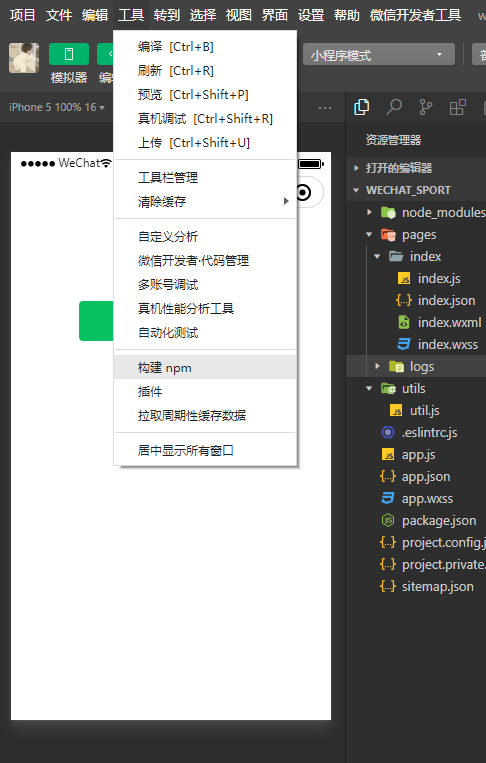 项目 文件 编辑 工具 转到 选择 视图 界面 设置 帮助 微信开发者工具
小程序模式
模拟器
编译 [Ctrl+B]
刷新 [Ctrl+R]
预览 [Ctrl+Shift+P]
真机调试 [Ctrl+Shift+R]
上传 [Ctrl+Shift+U]
工具栏管理
清除缓存
自定义分析
微信开发者·代码管理
多账号调试
真机性能分析工具
自动化测试
构建 npm
插件
拉取周期性缓存数据
居中显示所有窗口
iPhone 5 100% 16
WeChat
资源管理器
打开的编辑器
WECHAT_SPORT
node_modules
pages
index
index.js
index.json
index.wxml
index.wxss
logs
utils
util.js
.eslintrc.js
app.js
app.json
app.wxss
package.json
project.config.j
project.private.
sitemap.json